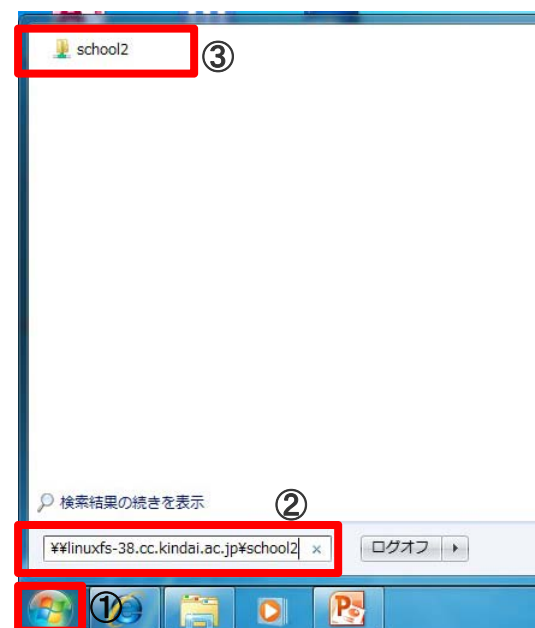 school2
③
検索結果の続きを表示
②
¥¥linuxfs-38.cc.kindai.ac.jp¥school2
ログオフ
①